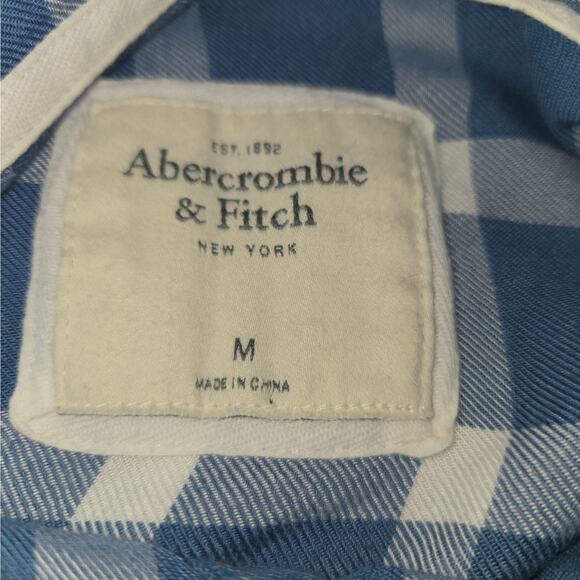 EST. 1892
Abercrombie
& Fitch
NEW YORK
M
MADE IN CHINA